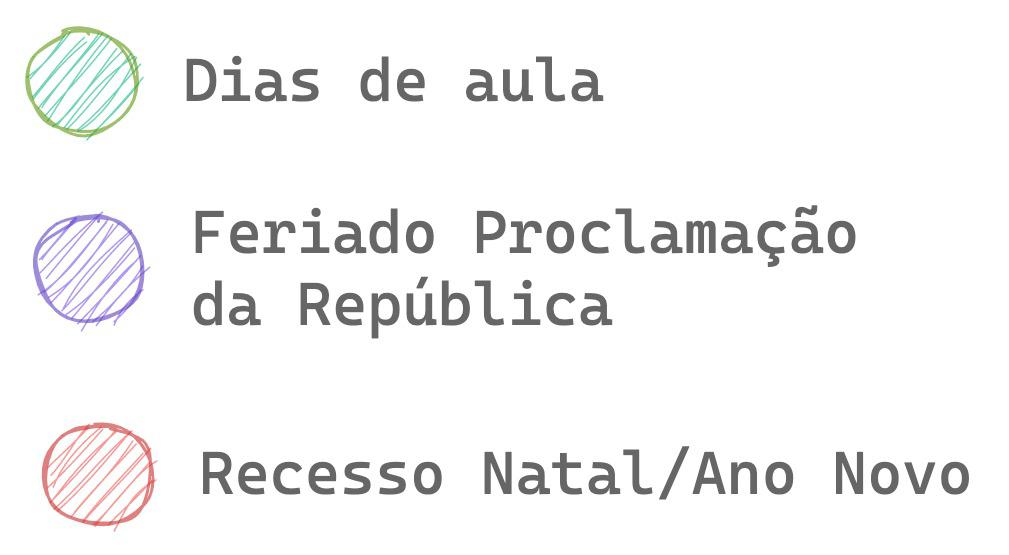 Dias de aula
Feriado Proclamação
da República
Recesso Natal/Ano Novo